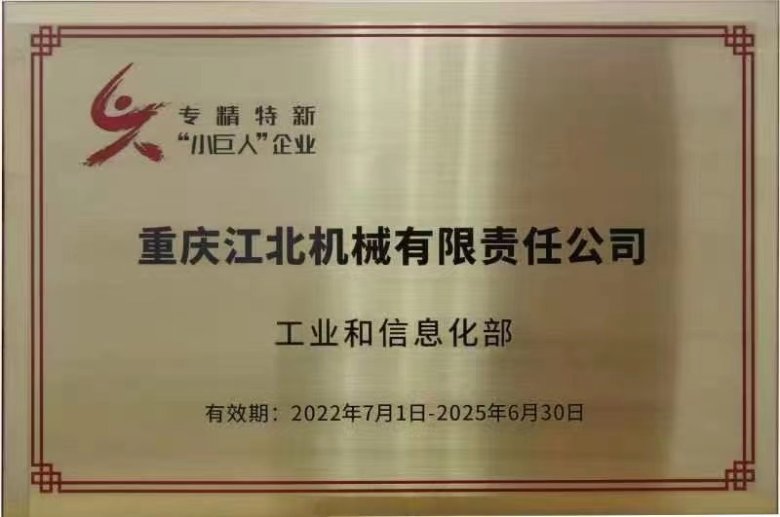 专精特新
“小巨人”企业
重庆江北机械有限责任公司
工业和信息化部
有效期：2022年7月1日-2025年6月30日